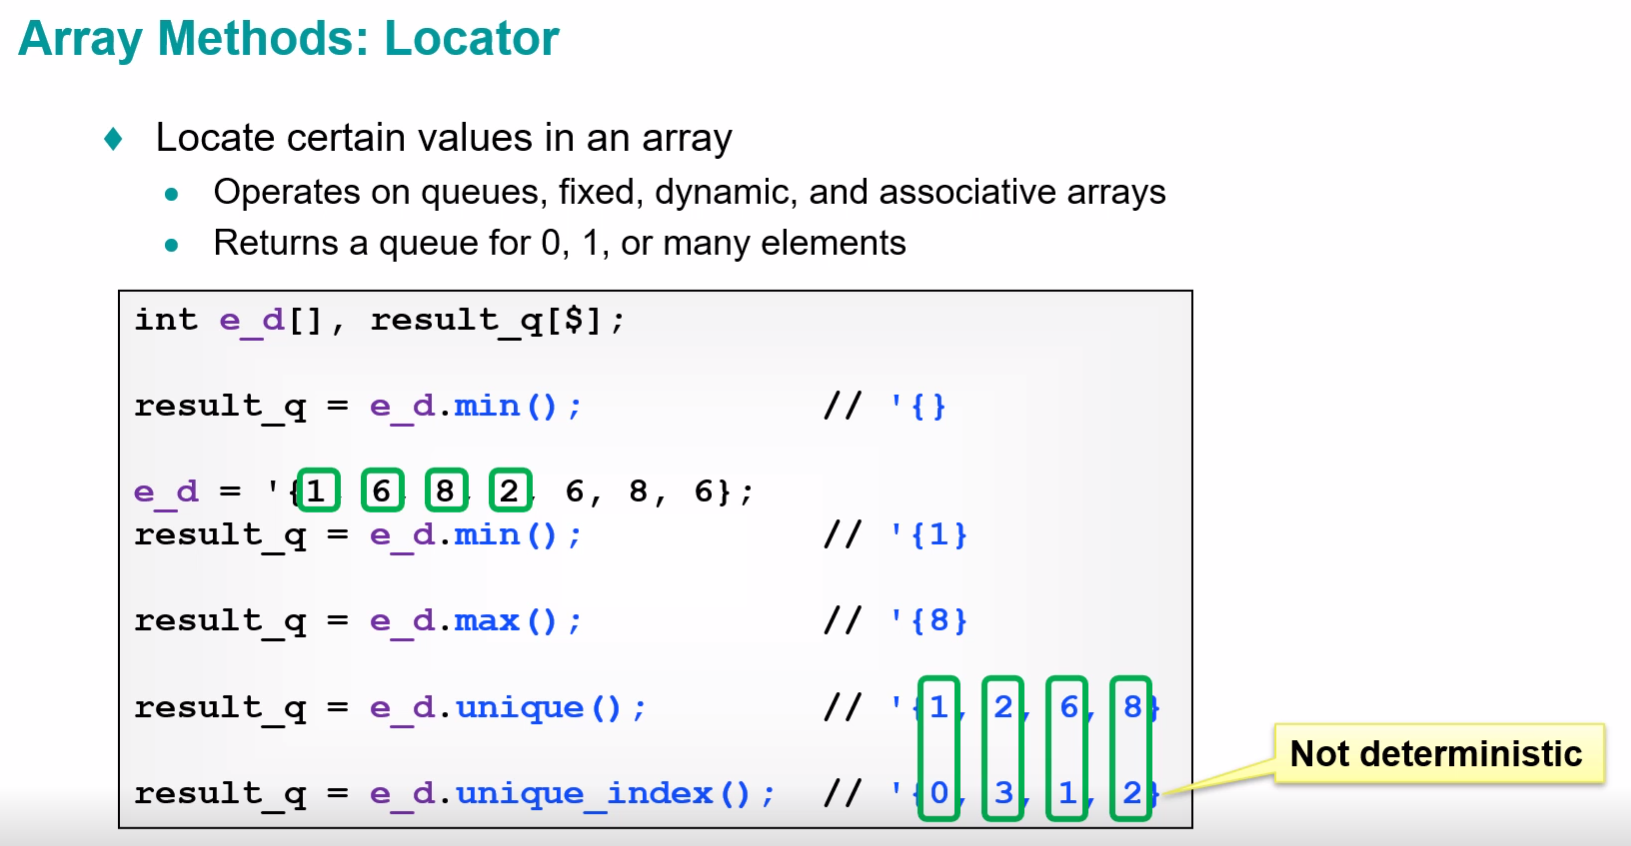 Array Methods: Locator
Locate certain values in an array
Operates on queues, fixed, dynamic, and associative arrays
Returns a queue for 0, 1, or many elements
int e_d[], result_q[$];
result_q = e_d.min(); // '{}
e_d = '{1, 6, 8, 2, 6, 8, 6};
result_q = e_d.min(); // '{1}
result_q = e_d.max(); // '{8}
result_q = e_d.unique(); // '{1, 2, 6, 8}
result_q = e_d.unique_index(); // '{0, 3, 1, 2}
Not deterministic